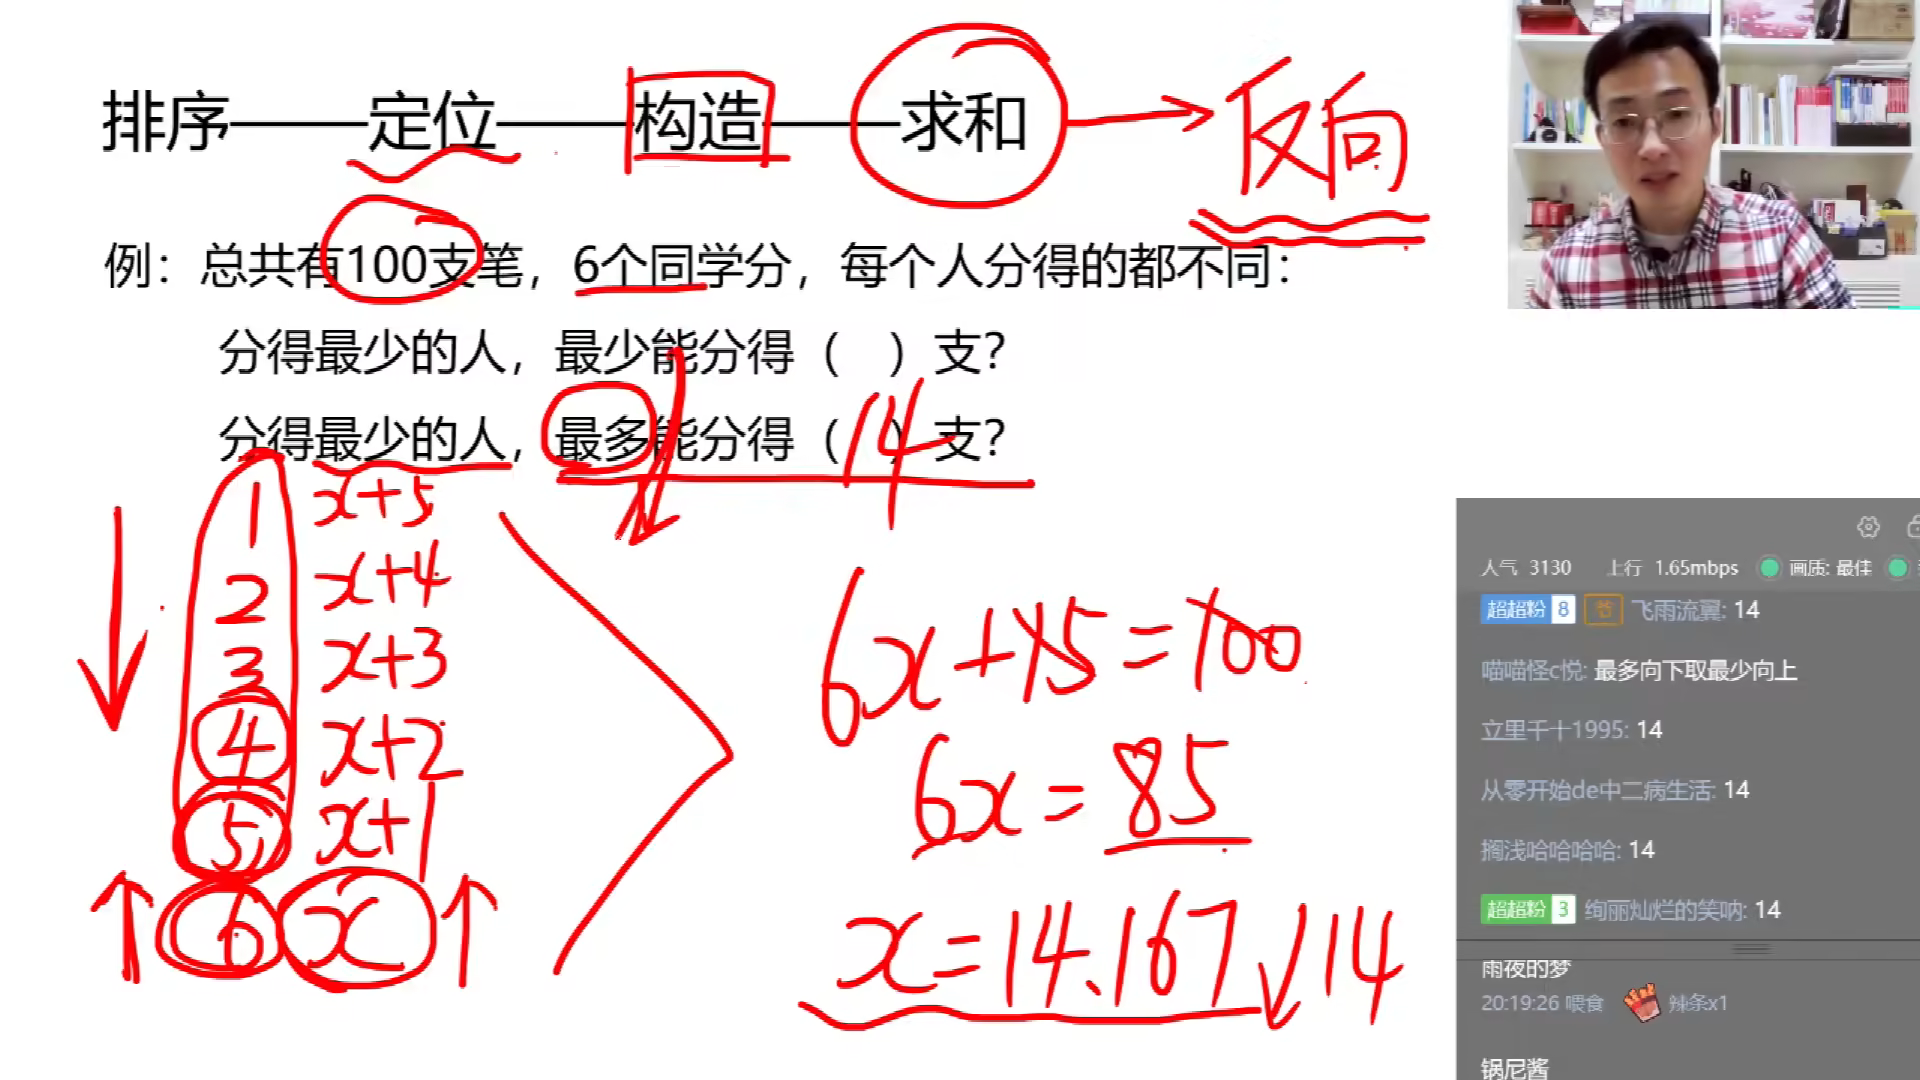 排序——定位——构造——求和 → 反向
例：总共有100支笔，6个同学分，每个人分得的都不同：
分得最少的人，最少能分得（ ）支？
分得最少的人，最多能分得（14）支？
1 x+5
2 x+4
3 x+3
4 x+2
5 x+1
6 x
6x+15=100
6x=85
x=14.167↓14
人气 3130 上行 1.65mbps 画质: 最佳
超超粉 8 飞雨流翼: 14
喵喵怪c悦: 最多向下取最少向上
立里千十1995: 14
从零开始de中二病生活: 14
搁浅哈哈哈哈: 14
超超粉 3 绚丽灿烂的笑呐: 14
雨夜的梦
20:19:26 喂食 辣条x1
锅尼酱